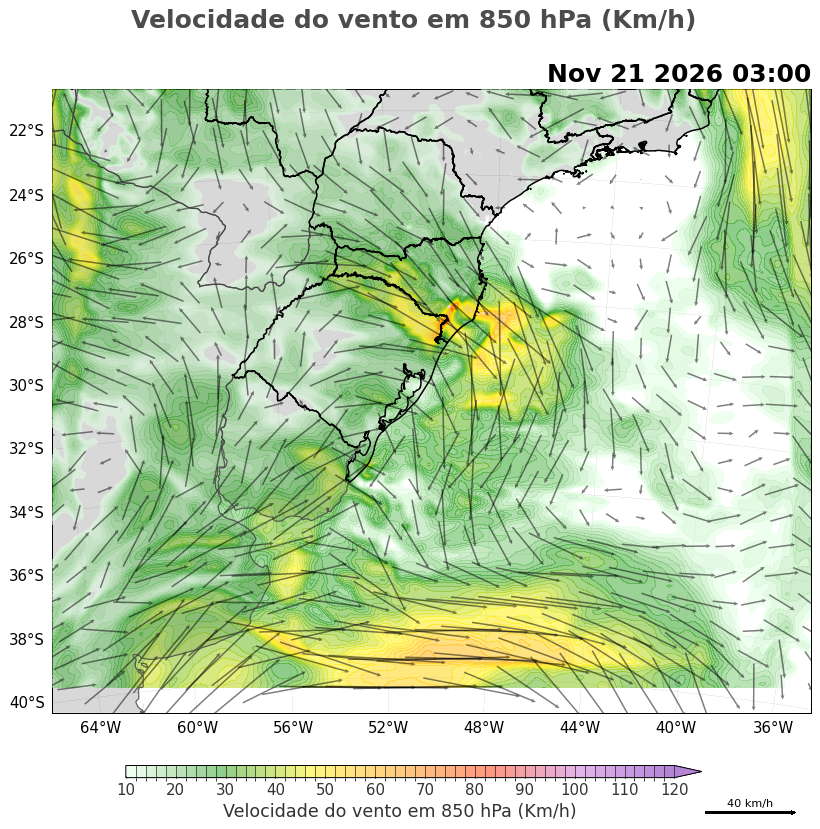 Velocidade do vento em 850 hPa (Km/h)
Nov 21 2026 03:00
22°S
24°S
26°S
28°S
30°S
32°S
34°S
36°S
38°S
40°S
64°W 60°W 56°W 52°W 48°W 44°W 40°W 36°W
10 20 30 40 50 60 70 80 90 100 110 120
Velocidade do vento em 850 hPa (Km/h)
40 km/h